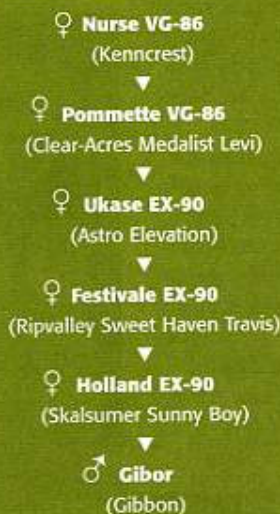 ♀ Nurse VG-86
(Kenncrest)
▼
♀ Pommette VG-86
(Clear-Acres Medalist Levi)
▼
♀ Ukase EX-90
(Astro Elevation)
▼
♀ Festivale EX-90
(Ripvalley Sweet Haven Travis)
▼
♀ Holland EX-90
(Skalsumer Sunny Boy)
▼
♂ Gibor
(Gibbon)